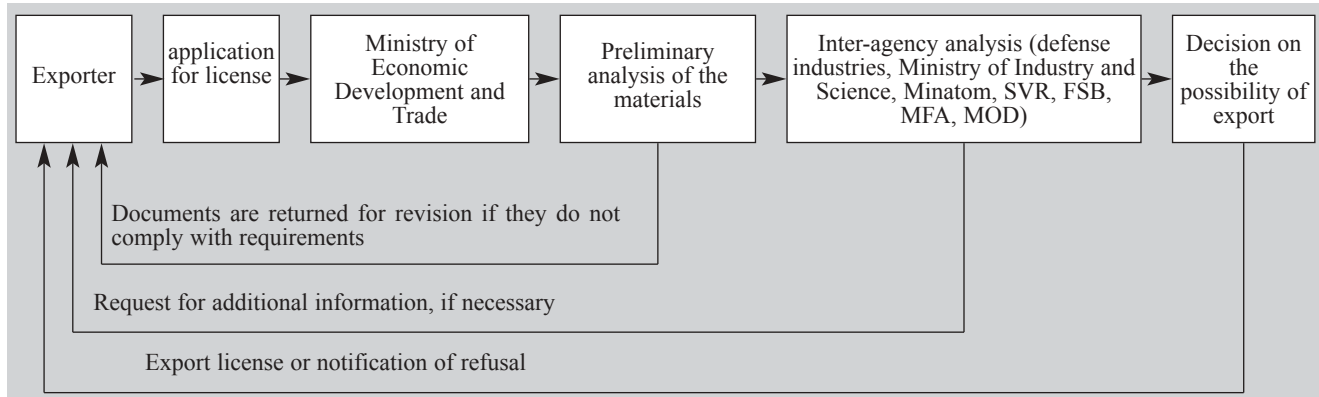 Exporter
application
for license
Ministry of
Economic
Development and
Trade
Preliminary
analysis of the
materials
Inter-agency analysis (defense
industries, Ministry of Industry and
Science, Minatom, SVR, FSB,
MFA, MOD)
Decision on
the
possibility of
export
Documents are returned for revision if they do not
comply with requirements
Request for additional information, if necessary
Export license or notification of refusal